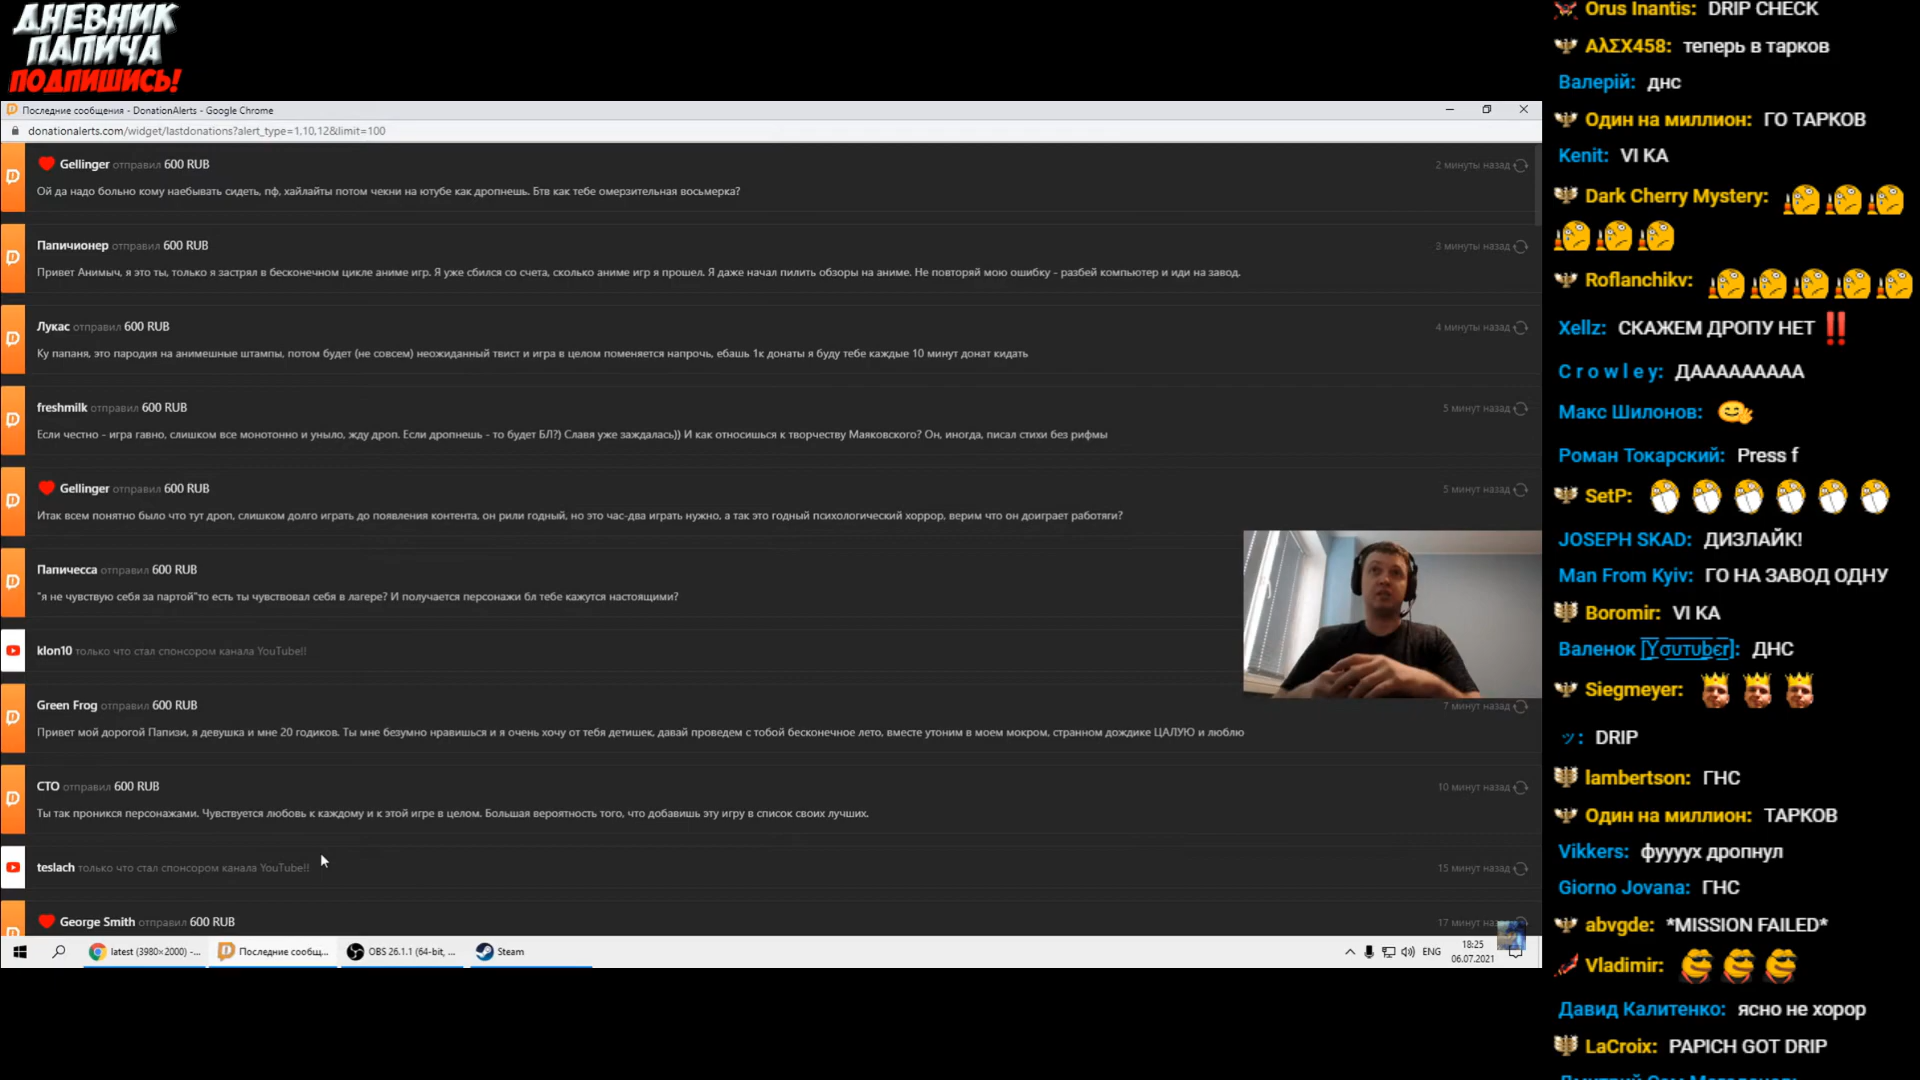 ДНЕВНИК
ПАПИЧА
ПОДПИШИСЬ!
Последние сообщения - DonationAlerts - Google Chrome
donationalerts.com/widget/lastdonations?alert_type=1,10,12&limit=100
Gellinger отправил 600 RUB
2 минуты назад
Ой да надо больно кому наебывать сидеть, пф, хайлайты потом чекни на ютубе как дропнешь. Бтв как тебе омерзительная восьмерка?
Папичионер отправил 600 RUB
3 минуты назад
Привет Анимыч, я это ты, только я застрял в бесконечном цикле аниме игр. Я уже сбился со счета, сколько аниме игр я прошел. Я даже начал пилить обзоры на аниме. Не повторяй мою ошибку - разбей компьютер и иди на завод.
Лукас отправил 600 RUB
4 минуты назад
Ку папаня, это пародия на анимешные штампы, потом будет (не совсем) неожиданный твист и игра в целом поменяется напрочь, ебашь 1к донаты я буду тебе каждые 10 минут донат кидать
freshmilk отправил 600 RUB
5 минут назад
Если честно - игра гавно, слишком все монотонно и уныло, жду дроп. Если дропнешь - то будет БЛ?) Славя уже заждалась)) И как относишься к творчеству Маяковского? Он, иногда, писал стихи без рифмы
Gellinger отправил 600 RUB
5 минут назад
Итак всем понятно было что тут дроп, слишком долго играть до появления контента, он рили годный, но это час-два играть нужно, а так это годный психологический хоррор, верим что он доиграет работяги?
Папичесса отправил 600 RUB
"я не чувствую себя за партой"то есть ты чувствовал себя в лагере? И получается персонажи бл тебе кажутся настоящими?
klon10 только что стал спонсором канала YouTube!!
Green Frog отправил 600 RUB
7 минут назад
Привет мой дорогой Папизи, я девушка и мне 20 годиков. Ты мне безумно нравишься и я очень хочу от тебя детишек, давай проведем с тобой бесконечное лето, вместе утоним в моем мокром, странном дождике ЦАЛУЮ и люблю
СТО отправил 600 RUB
10 минут назад
Ты так проникся персонажами. Чувствуется любовь к каждому и к этой игре в целом. Большая вероятность того, что добавишь эту игру в список своих лучших.
teslach только что стал спонсором канала YouTube!!
15 минут назад
George Smith отправил 600 RUB
17 минут наза
latest (3980×2000) -...
Последние сообщ...
OBS 26.1.1 (64-bit, ...
Steam
ENG
18:25
06.07.2021
Orus Inantis: DRIP CHECK
AλΣX458: теперь в тарков
Валерій: днс
Один на миллион: ГО ТАРКОВ
Kenit: VI KA
Dark Cherry Mystery:
Roflanchikv:
Xellz: СКАЖЕМ ДРОПУ НЕТ ‼
C r o w l e y: ДААААААААА
Макс Шилонов:
Роман Токарский: Press f
SetP:
JOSEPH SKAD: ДИЗЛАЙК!
Man From Kyiv: ГО НА ЗАВОД ОДНУ
Boromir: VI KA
Валенок [Yσυτυbєr]: ДНС
Siegmeyer:
ッ: DRIP
lambertson: ГНС
Один на миллион: ТАРКОВ
Vikkers: фуууух дропнул
Giorno Jovana: ГНС
abvgde: *MISSION FAILED*
Vladimir:
Давид Калитенко: ясно не хорор
LaCroix: PAPICH GOT DRIP